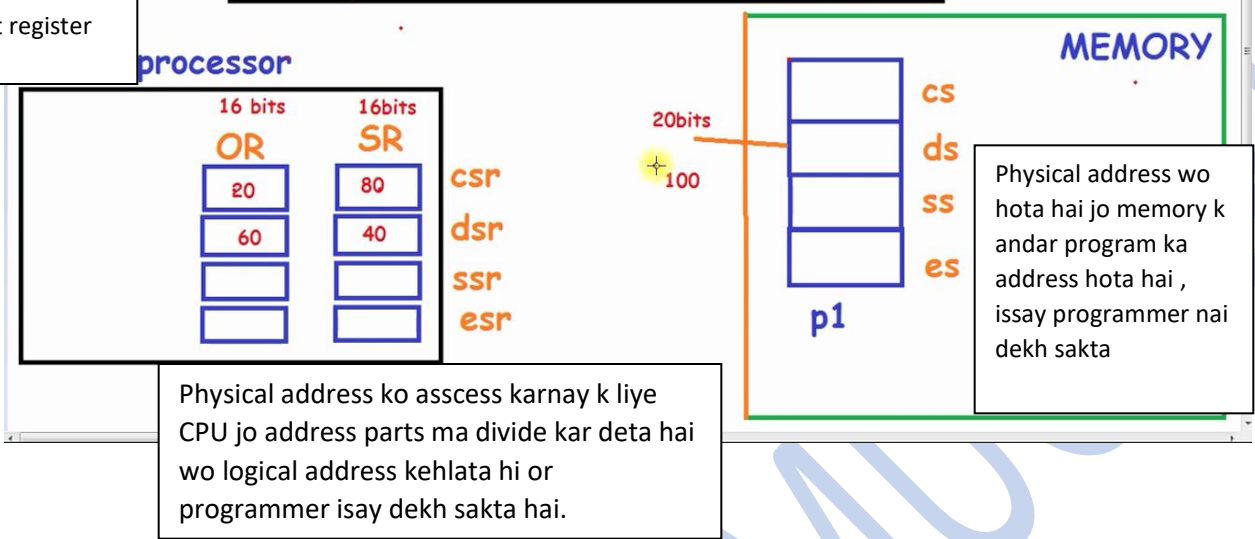 register
processor
16 bits 16bits
OR SR
20 80 csr
60 40 dsr
ssr
esr
20bits
100
MEMORY
cs
ds
ss
es
p1
Physical address wo
hota hai jo memory k
andar program ka
address hota hai ,
issay programmer nai
dekh sakta
Physical address ko asscess karnay k liye
CPU jo address parts ma divide kar deta hai
wo logical address kehlata hi or
programmer isay dekh sakta hai.